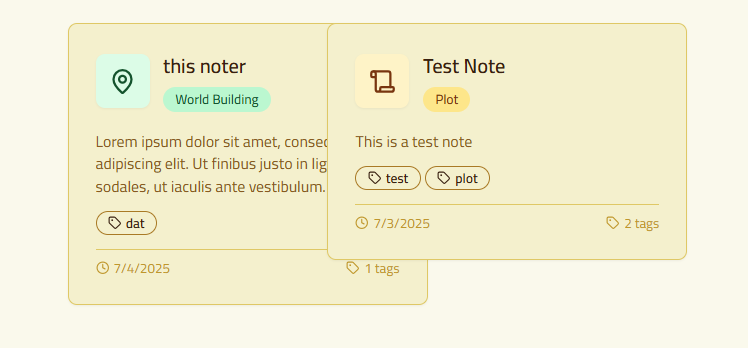 this noter
World Building
Lorem ipsum dolor sit amet,
adipiscing elit. Ut finibus justo in
sodales, ut iaculis ante vestibulum.
dat
7/4/2025
1 tags
Test Note
Plot
This is a test note
test
plot
7/3/2025
2 tags